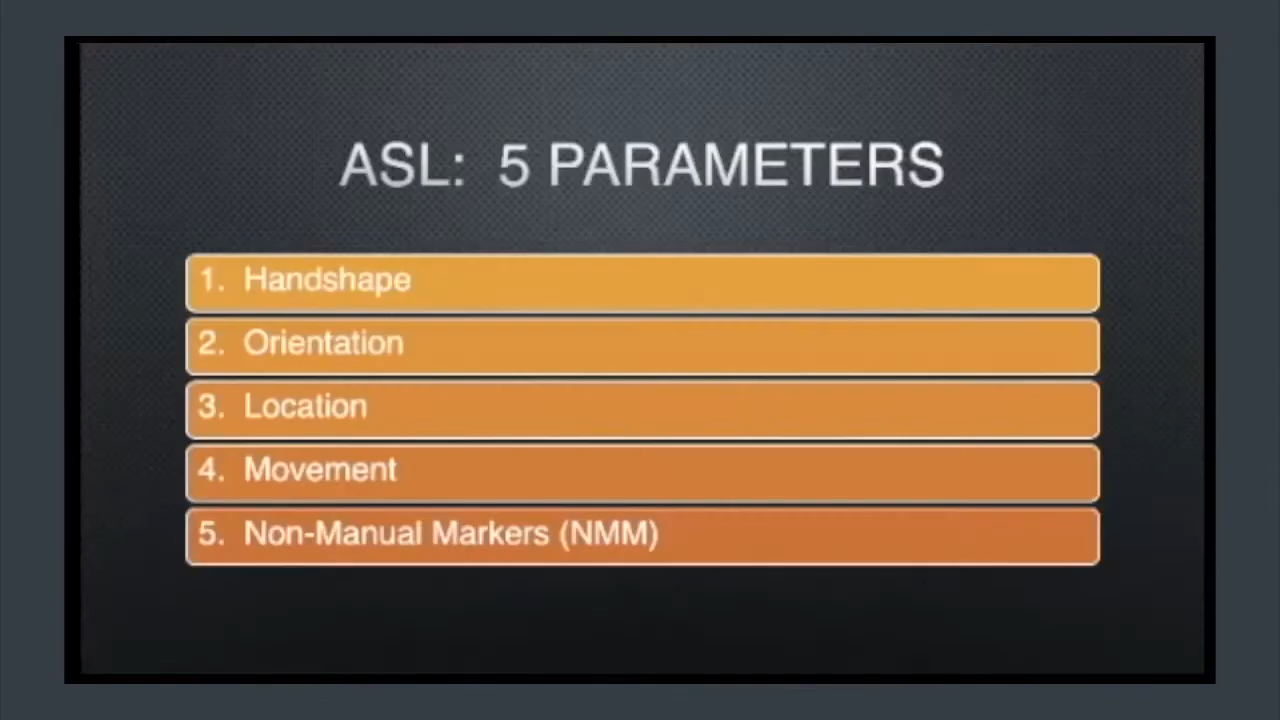 ASL: 5 PARAMETERS
1. Handshape
2. Orientation
3. Location
4. Movement
5. Non-Manual Markers (NMM)